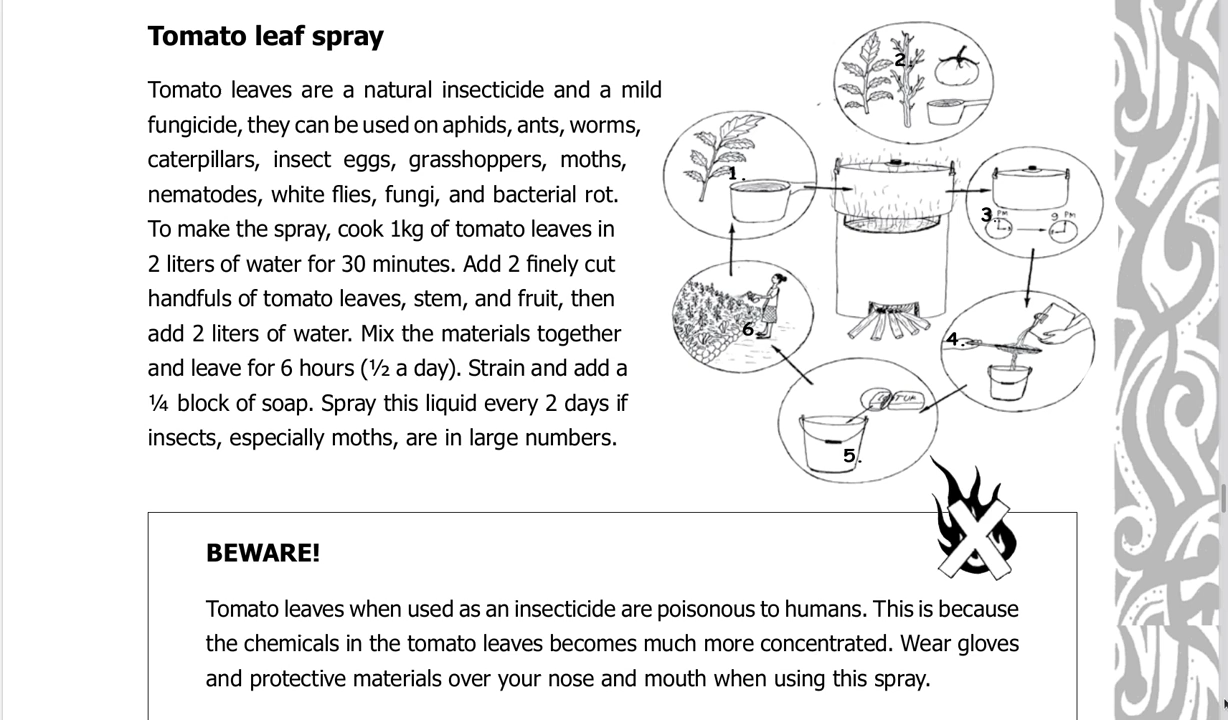 Tomato leaf spray
Tomato leaves are a natural insecticide and a mild
fungicide, they can be used on aphids, ants, worms,
caterpillars, insect eggs, grasshoppers, moths,
nematodes, white flies, fungi, and bacterial rot.
To make the spray, cook 1kg of tomato leaves in
2 liters of water for 30 minutes. Add 2 finely cut
handfuls of tomato leaves, stem, and fruit, then
add 2 liters of water. Mix the materials together
and leave for 6 hours (½ a day). Strain and add a
¼ block of soap. Spray this liquid every 2 days if
insects, especially moths, are in large numbers.
2.
1.
3. PM
9 PM
6.
4.
5.
BEWARE!
Tomato leaves when used as an insecticide are poisonous to humans. This is because
the chemicals in the tomato leaves becomes much more concentrated. Wear gloves
and protective materials over your nose and mouth when using this spray.